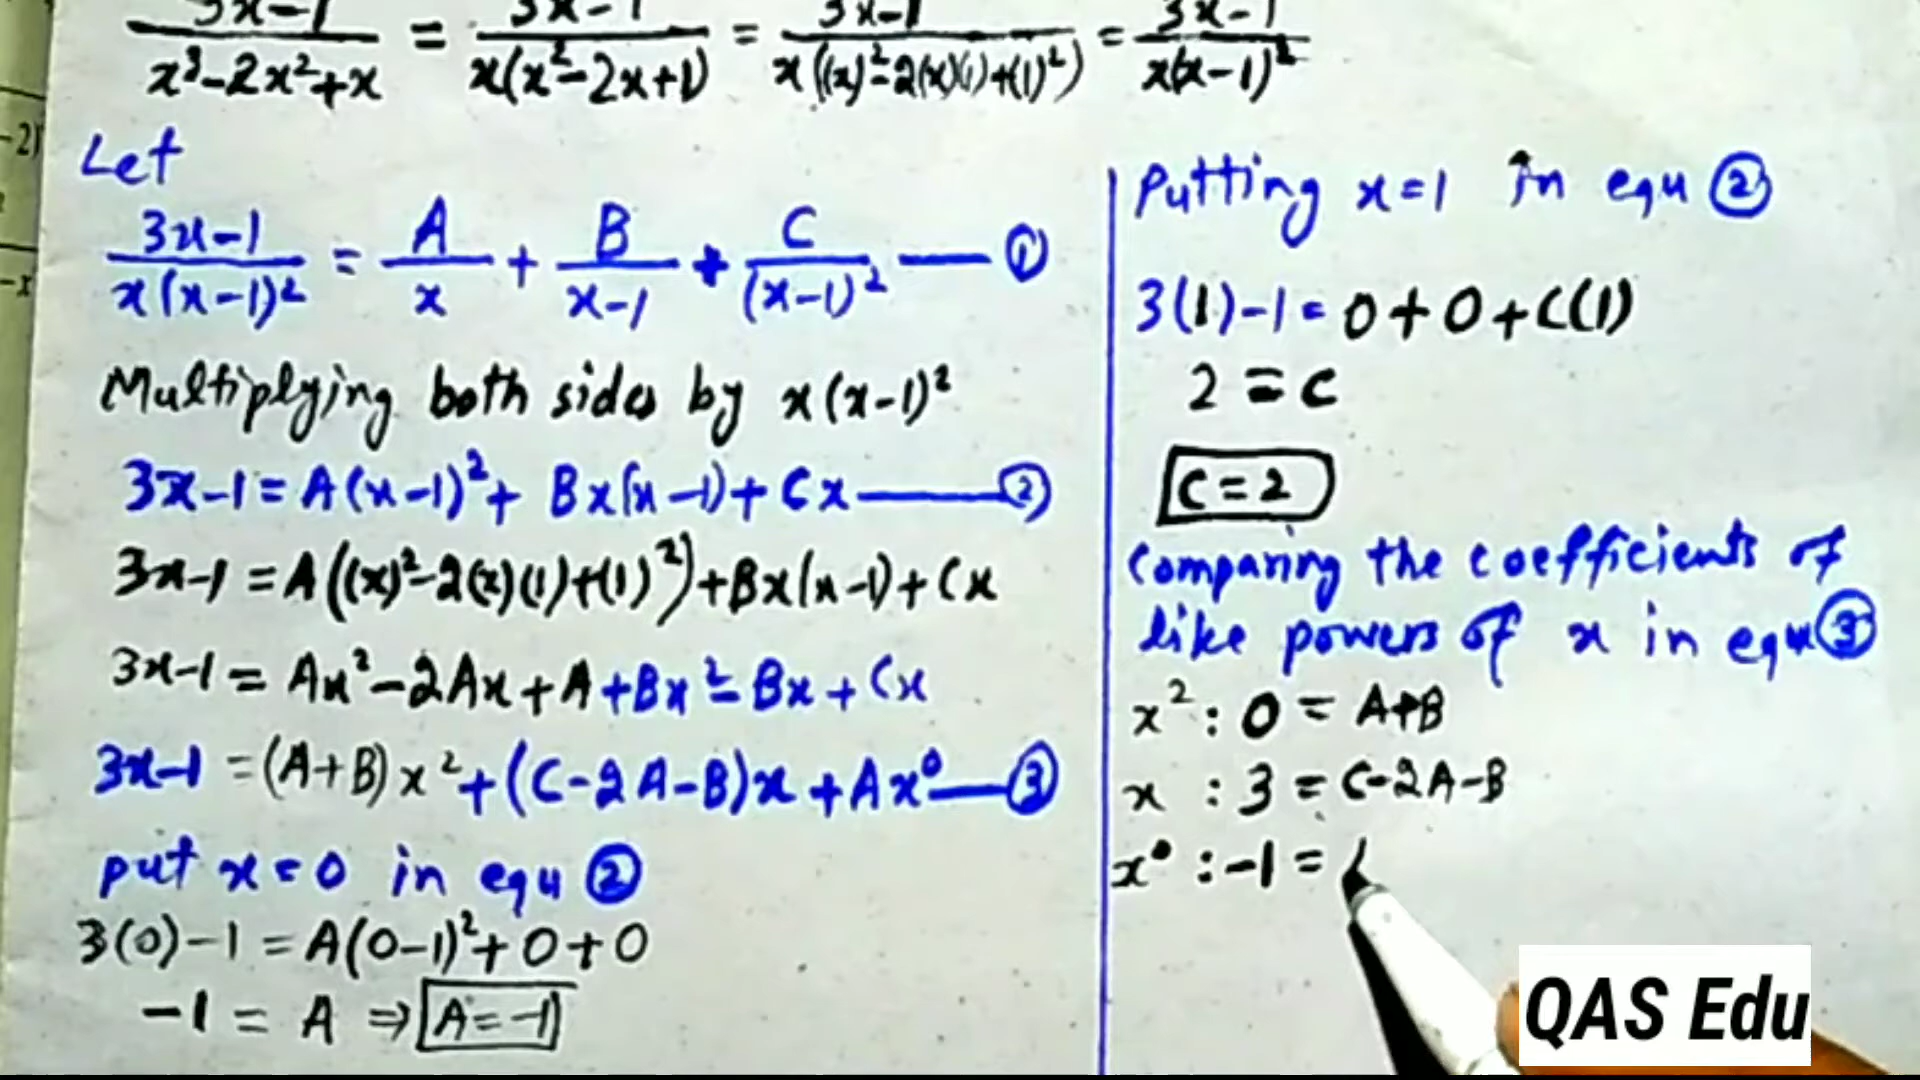 3x-1/x³-2x²+x = 3x-1/x(x²-2x+1) = 3x-1/x((x)²-2(x)(1)+(1)²) = 3x-1/x(x-1)²
Let
3x-1/x(x-1)² = A/x + B/x-1 + C/(x-1)² — ①
Multiplying both sides by x(x-1)²
3x-1 = A(x-1)² + Bx(x-1) + Cx — ②
3x-1 = A((x)²-2(x)(1)+(1)²)+Bx(x-1)+Cx
3x-1 = Ax²-2Ax+A+Bx²-Bx+Cx
3x-1 = (A+B)x²+(C-2A-B)x+Ax⁰ — ③
put x=0 in equ ②
3(0)-1 = A(0-1)²+0+0
-1 = A ⇒ A=-1
Putting x=1 in equ ②
3(1)-1=0+0+C(1)
2 = C
C=2
Comparing the coefficients of
like powers of x in equ ③
x² : 0 = A+B
x : 3 = C-2A-B
x⁰ : -1 =
QAS Edu
-2)
-x